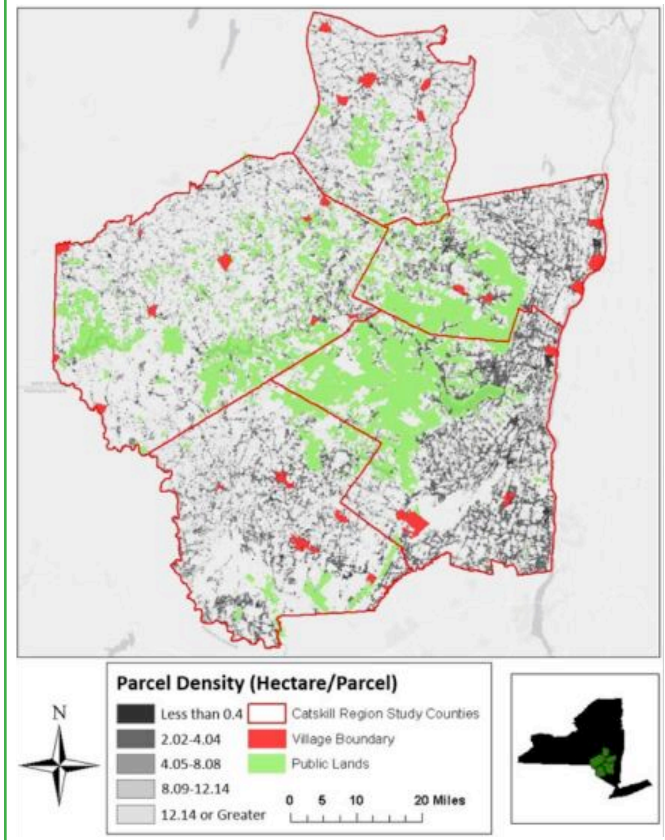 Parcel Density (Hectare/Parcel)
Less than 0.4
2.02-4.04
4.05-8.08
8.09-12.14
12.14 or Greater
Catskill Region Study Counties
Village Boundary
Public Lands
0 5 10 20 Miles
N